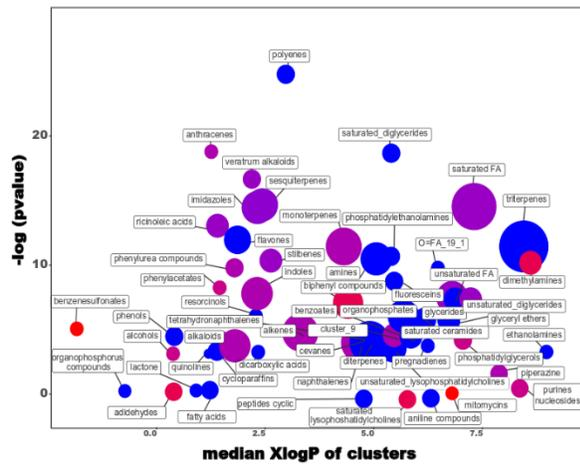 polyenes
20
anthracenes
saturated_diglycerides
veratrum alkaloids
sesquiterpenes
saturated FA
imidazoles
monoterpenes
phosphatidylethanolamins
triterpenes
ricinoleic acids
flavones
stilbenes
O=FA_19_1
-log (pvalue)
10
phenylurea compounds
indoles
amines
unsaturated FA
dimethylamines
phenylacetates
biphenyl compounds
fluoresceins
benzensulfonates
resorcinols
benzoates
organophosphates
glycerides
unsaturated_diglycerides
phenols
tetrahydronaphthalenes
alkenes
cluster_9
saturated ceramides
glyceryl ethers
alcohols
alkaloids
cevanes
ethanolamins
organophosphorus
compounds
lactone
quinolines
dicarboxylic acids
diterpenes
pregnadienes
phosphatidylglycerols
cycloparaffins
naphthalenes
unsaturated_lysophosphatidylcholines
piperazine
0
adidehydes
fatty acids
peptides cyclic
saturated
lysophoshatidylcholines
aniline compounds
mitomycins
purines
nucleosides
0.0
2.5
5.0
7.5
median XlogP of clusters